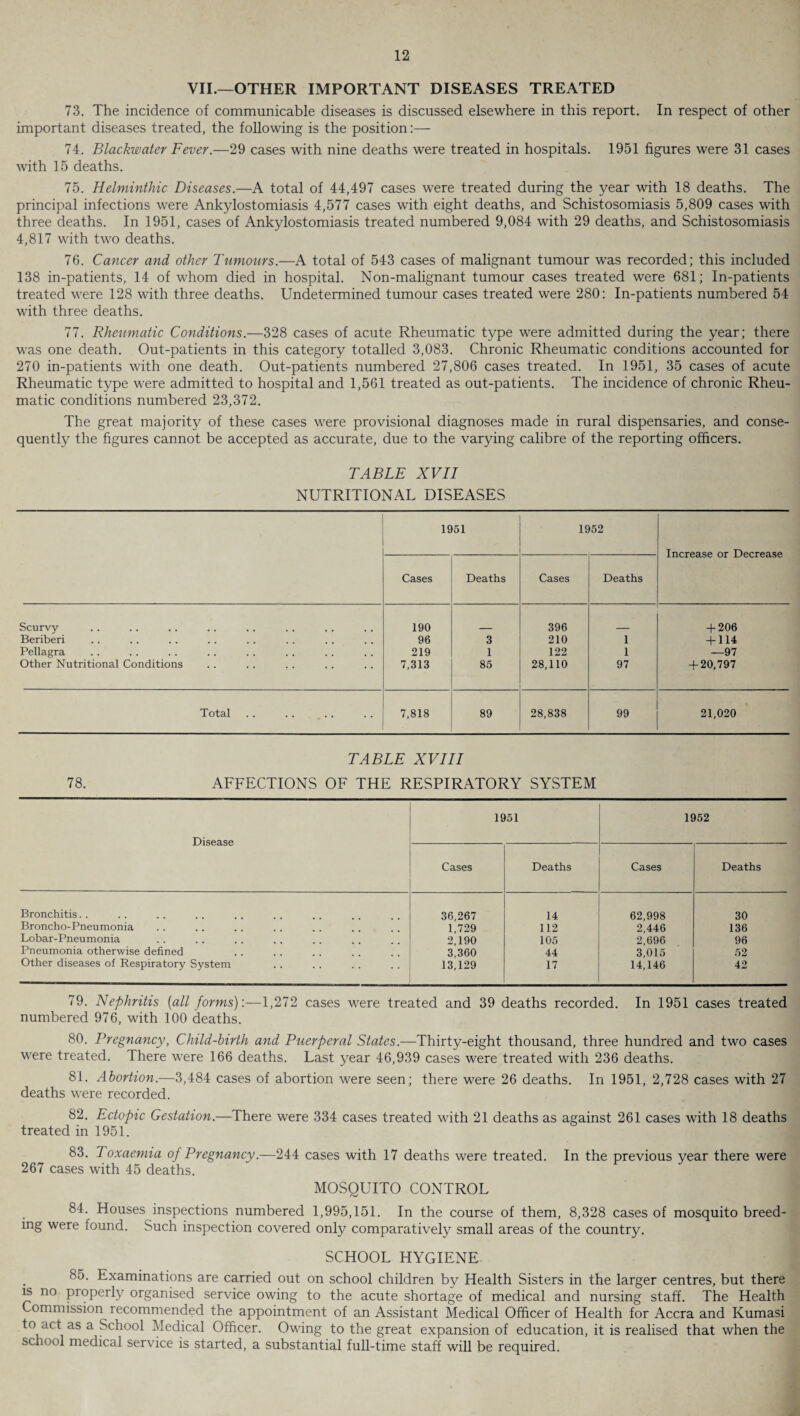 12
VII.—OTHER IMPORTANT DISEASES TREATED
73. The incidence of communicable diseases is discussed elsewhere in this report. In respect of other
important diseases treated, the following is the position:—
74. Blackwater Fever.—29 cases with nine deaths were treated in hospitals. 1951 figures were 31 cases
with 15 deaths.
75. Helminthic Diseases.—A total of 44,497 cases were treated during the year with 18 deaths. The
principal infections were Ankylostomiasis 4,577 cases with eight deaths, and Schistosomiasis 5,809 cases with
three deaths. In 1951, cases of Ankylostomiasis treated numbered 9,084 with 29 deaths, and Schistosomiasis
4,817 with two deaths.
76. Cancer and other Tumours.—A total of 543 cases of malignant tumour was recorded; this included
138 in-patients, 14 of whom died in hospital. Non-malignant tumour cases treated were 681; In-patients
treated were 128 with three deaths. Undetermined tumour cases treated were 280: In-patients numbered 54
with three deaths.
77. Rheumatic Conditions.—328 cases of acute Rheumatic type were admitted during the year; there
was one death. Out-patients in this category totalled 3,083. Chronic Rheumatic conditions accounted for
270 in-patients with one death. Out-patients numbered 27,806 cases treated. In 1951, 35 cases of acute
Rheumatic type were admitted to hospital and 1,561 treated as out-patients. The incidence of chronic Rheu-
matic conditions numbered 23,372.
The great majority of these cases were provisional diagnoses made in rural dispensaries, and conse-
quently the figures cannot be accepted as accurate, due to the varying calibre of the reporting officers.
TABLE XVII
NUTRITIONAL DISEASES
1951 1952 Increase or Decrease
Cases Deaths Cases Deaths
Scurvy .. .. .. .. .. .. .. .. 190 — 396 — +206
Beriberi .. .. .. .. .. .. .. .. 96 3 210 1 +114
Pellagra .. .. .. .. .. .. .. .. 219 1 122 1 —97
Other Nutritional Conditions .. .. .. .. .. 7,313 85 28,110 97 +20,797
Total .. .. .. .. 7,818 89 28,838 99 21,020
TABLE XVIII
78. AFFECTIONS OF THE RESPIRATORY SYSTEM
Disease 1951 1952
Cases Deaths Cases Deaths
Bronchitis.. .. .. .. .. .. .. .. .. 36,267 14 62,998 30
Broncho-Pneumonia .. .. .. .. .. .. .. 1,729 112 2,446 136
Lobar-Pneumonia .. .. .. .. .. .. .. 2,190 105 2,696 96
Pneumonia otherwise defined .. .. .. .. .. 3,360 44 3,015 52
Other diseases of Respiratory System .. .. .. .. 13,129 17 14,146 42
79. Nephritis (all forms):—1,272 cases were treated and 39 deaths recorded. In 1951 cases treated
numbered 976, with 100 deaths.
80. Pregnancy, Child-birth and Puerperal States.—Thirty-eight thousand, three hundred and two cases
were treated. There were 166 deaths. Last year 46,939 cases were treated with 236 deaths.
81. Abortion.—3,484 cases of abortion were seen; there were 26 deaths. In 1951, 2,728 cases with 27
deaths were recorded.
82. Ectopic Gestation.—There were 334 cases treated with 21 deaths as against 261 cases with 18 deaths
treated in 1951.
83. Toxaemia of Pregnancy.—244 cases with 17 deaths were treated. In the previous year there were
267 cases with 45 deaths.
MOSQUITO CONTROL
84. Houses inspections numbered 1,995,151. In the course of them, 8,328 cases of mosquito breed-
ing were found. Such inspection covered only comparatively small areas of the country.
SCHOOL HYGIENE
85. Examinations are carried out on school children by Health Sisters in the larger centres, but there
is no properly organised service owing to the acute shortage of medical and nursing staff. The Health
Commission recommended the appointment of an Assistant Medical Officer of Health for Accra and Kumasi
to act as a School Medical Officer. Owing to the great expansion of education, it is realised that when the
school medical service is started, a substantial full-time staff will be required.